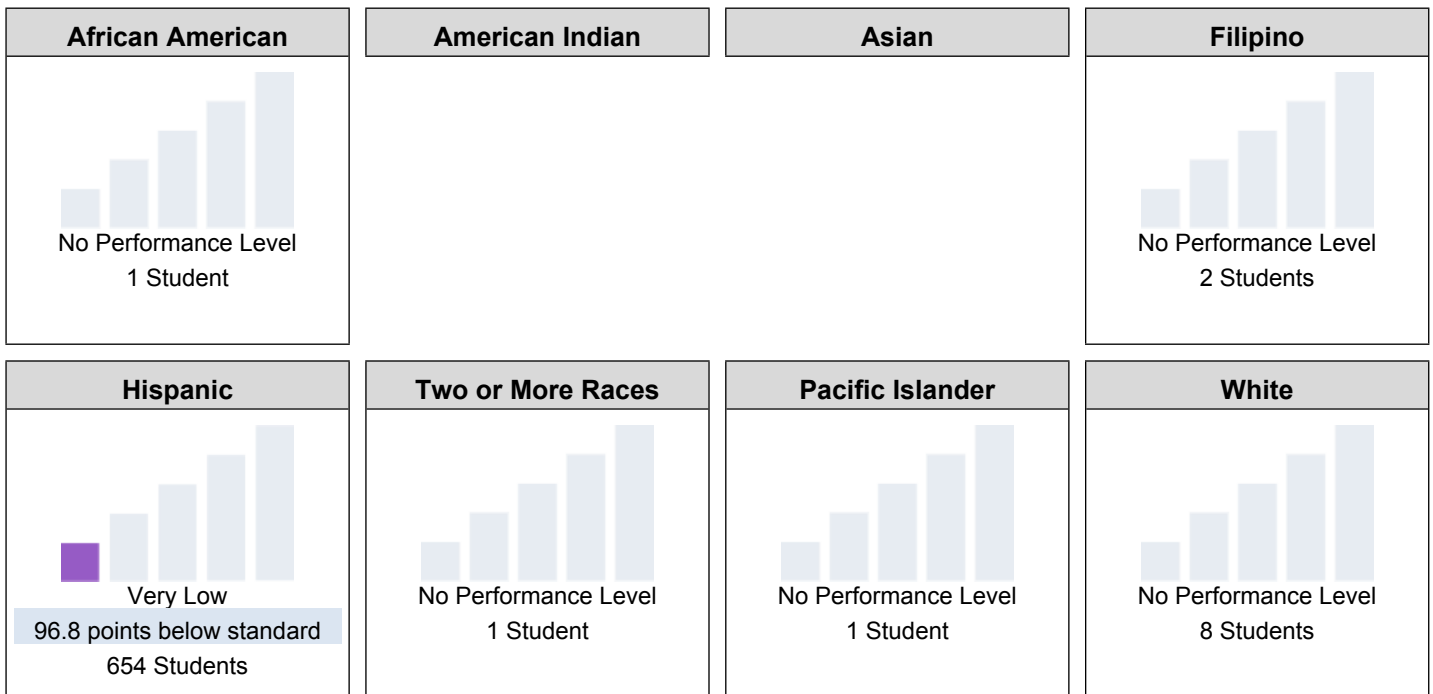 African American
American Indian
Asian
Filipino
No Performance Level
1 Student
No Performance Level
2 Students
Hispanic
Two or More Races
Pacific Islander
White
Very Low
96.8 points below standard
654 Students
No Performance Level
1 Student
No Performance Level
1 Student
No Performance Level
8 Students